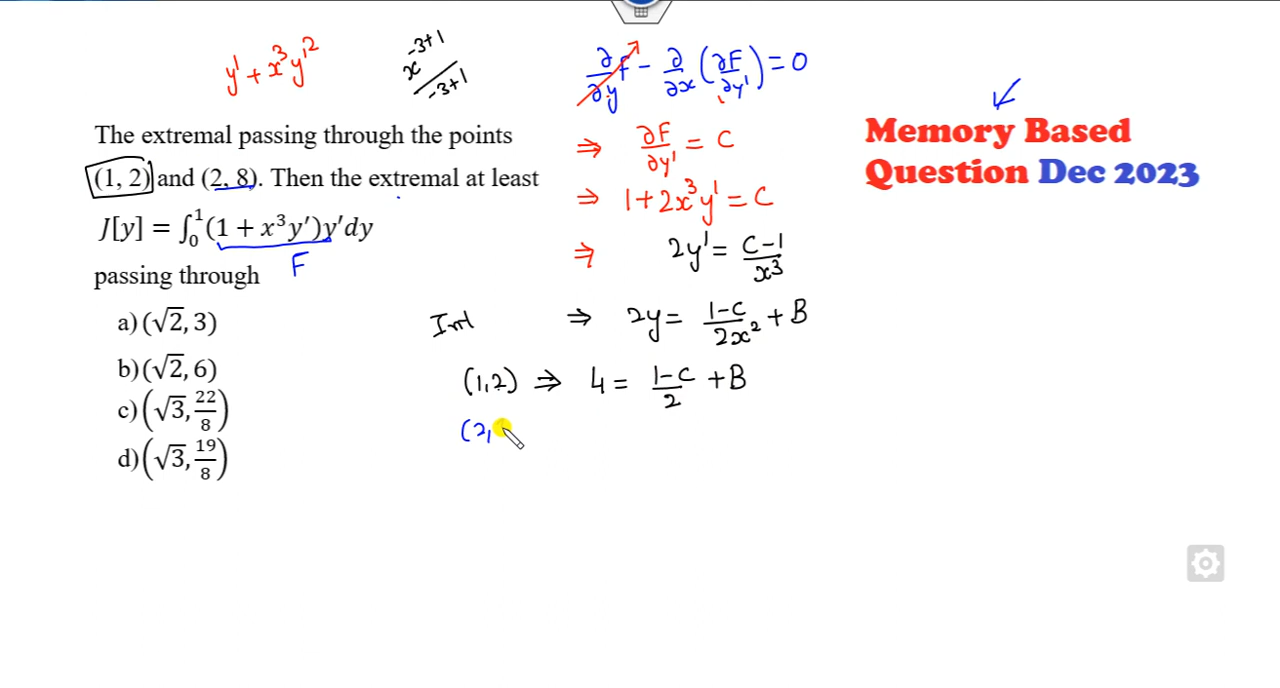 y' + x³y'²
x⁻³⁺¹ / −3+1
The extremal passing through the points
(1, 2) and (2, 8). Then the extremal at least
J[y] = ∫₀¹(1 + x³y')y'dy
F
passing through
a) (√2, 3)
b) (√2, 6)
c) (√3, 22/8)
d) (√3, 19/8)
∂/∂y f − ∂/∂x (∂F/∂y') = 0
⇒ ∂F/∂y' = C
⇒ 1 + 2x³y' = C
⇒ 2y' = C−1/x³
Int ⇒ 2y = 1−C/2x² + B
(1,2) ⇒ 4 = 1−C/2 + B
(2,
Memory Based
Question Dec 2023